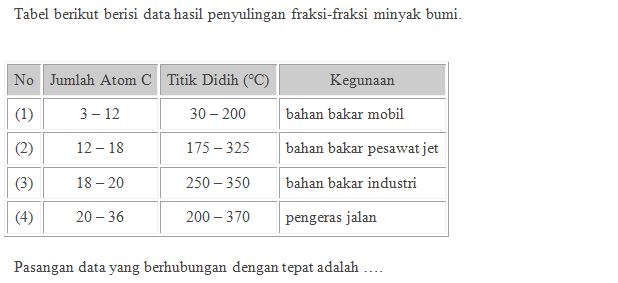 Tabel berikut berisi data hasil penyulingan fraksi-fraksi minyak bumi.
No Jumlah Atom C Titik Didih (°C) Kegunaan
(1) 3 – 12 30 – 200 bahan bakar mobil
(2) 12 – 18 175 – 325 bahan bakar pesawat jet
(3) 18 – 20 250 – 350 bahan bakar industri
(4) 20 – 36 200 – 370 pengeras jalan
Pasangan data yang berhubungan dengan tepat adalah ….